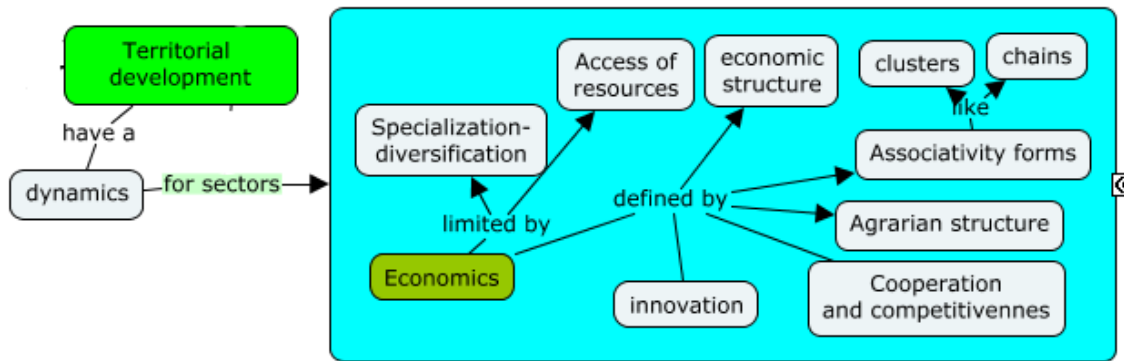 Territorial
development
have a
dynamics
for sectors
Specialization-
diversification
Access of
resources
economic
structure
clusters
chains
like
Associativity forms
limited by
defined by
Agrarian structure
Economics
innovation
Cooperation
and competitivennes